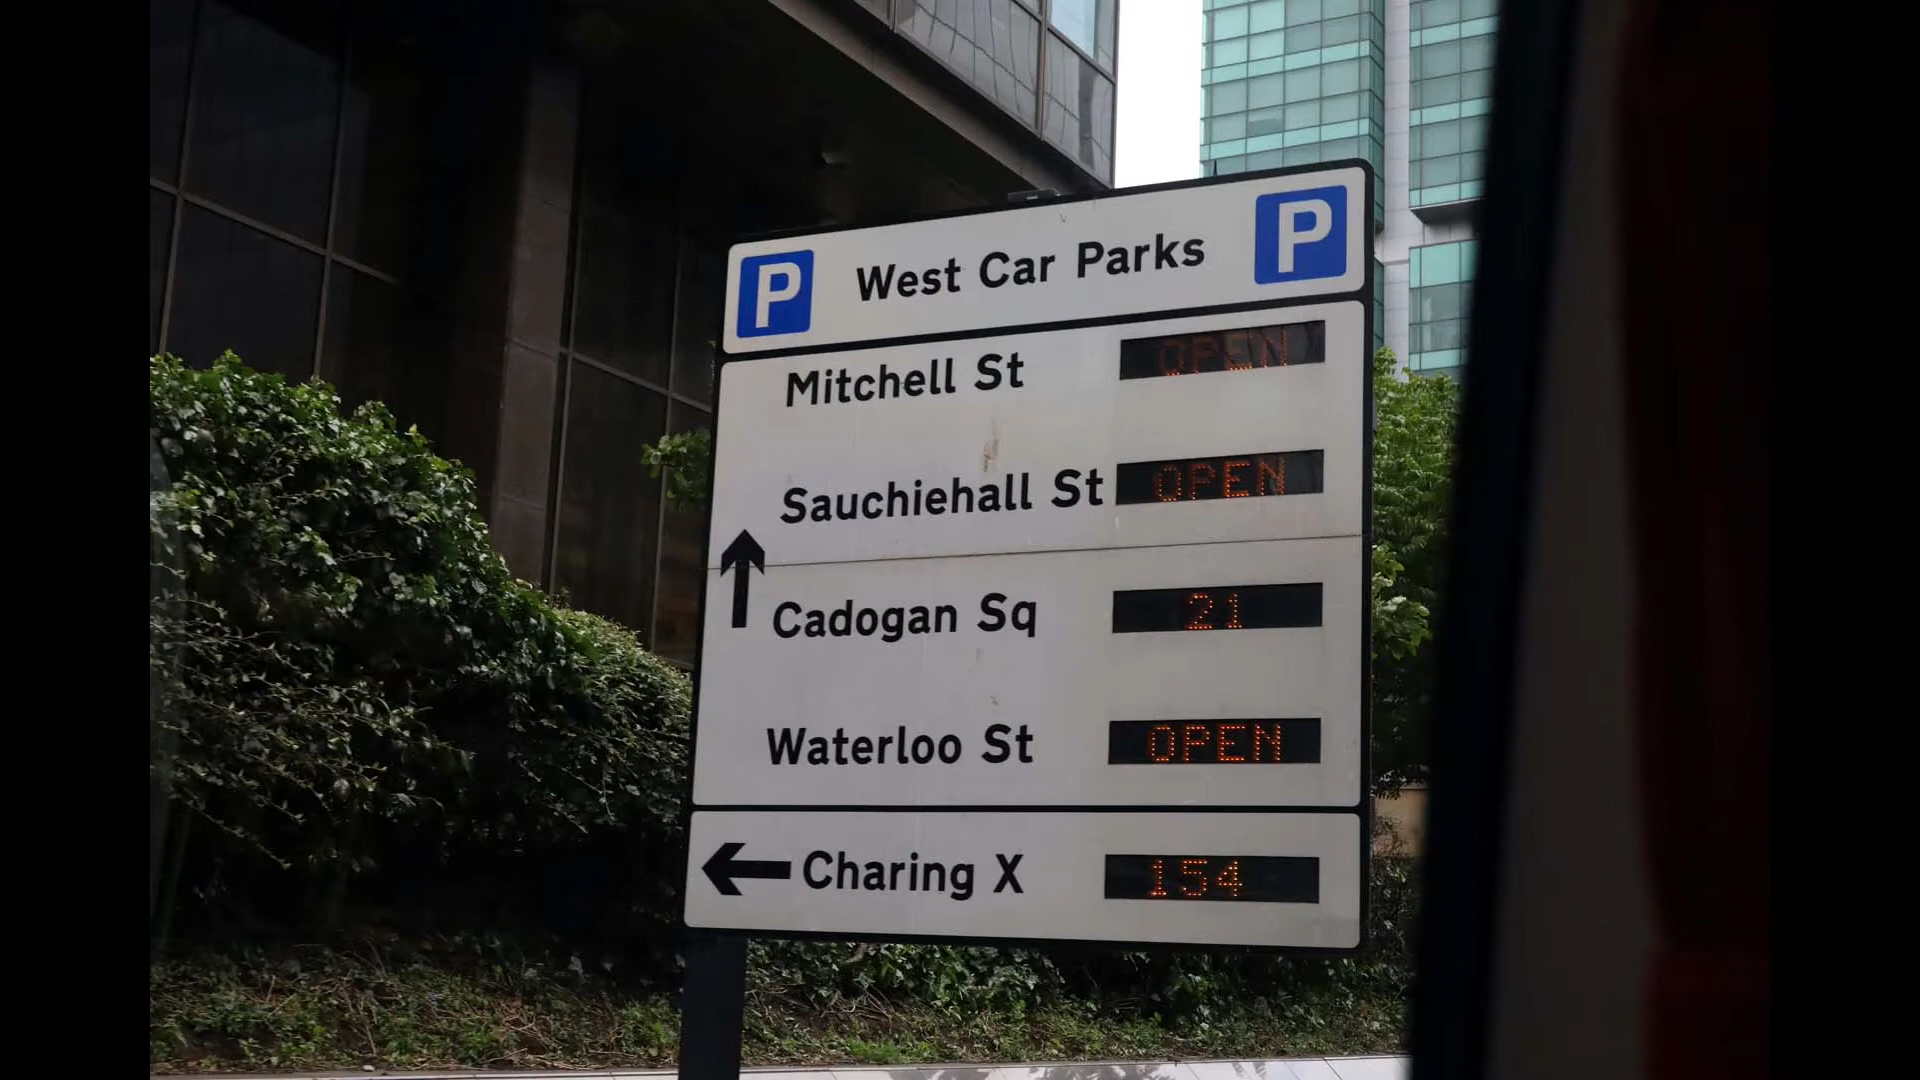 P West Car Parks P
Mitchell St OPEN
Sauchiehall St OPEN
Cadogan Sq 21
Waterloo St OPEN
Charing X 154